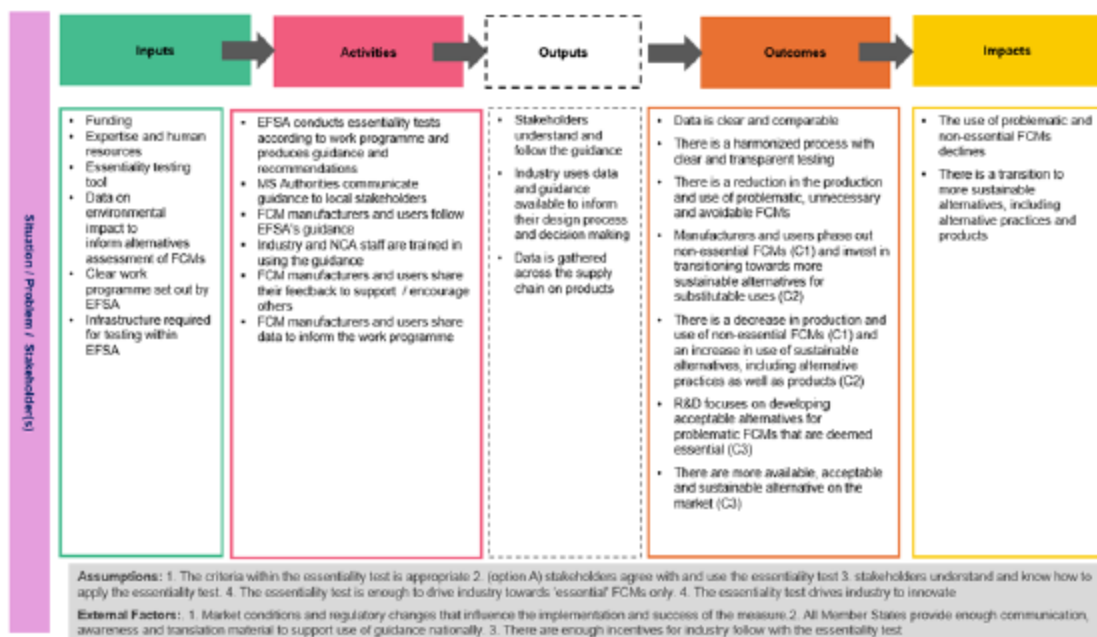 Situation / Problem / Stakeholder(s)
Inputs
Activities
Outputs
Outcomes
Impacts
• Funding
• Expertise and human
resources
• Essentiality testing
tool
• Data on
environmental
impact to
inform alternatives
assessment of FCMs
• Clear work
programme set out by
EFSA
• Infrastructure required
for testing within
EFSA
• EFSA conducts essentiality tests
according to work programme and
produces guidance and
recommendations
• MS Authorities communicate
guidance to local stakeholders
• FCM manufacturers and users follow
EFSA's guidance
• Industry and NCA staff are trained in
using the guidance
• FCM manufacturers and users share
their feedback to support / encourage
others
• FCM manufacturers and users share
data to inform the work programme
• Stakeholders
understand and
follow the guidance
• Industry uses data
and guidance
available to inform
their design process
and decision making
• Data is gathered
across the supply
chain on products
• Data is clear and comparable
• There is a harmonized process with
clear and transparent testing
• There is a reduction in the production
and use of problematic, unnecessary
and avoidable FCMs
• Manufacturers and users phase out
non-essential FCMs (C1) and invest in
transitioning towards more
sustainable alternatives for
substitutable uses (C2)
• There is a decrease in production and
use of non-essential FCMs (C1) and
an increase in use of sustainable
alternatives, including alternative
practices as well as products (C2)
• R&D focuses on developing
acceptable alternatives for
problematic FCMs that are deemed
essential (C3)
• There are more available, acceptable
and sustainable alternative on the
market (C3)
• The use of problematic and
non-essential FCMs
declines
• There is a transition to
more sustainable
alternatives, including
alternative practices and
products
Assumptions: 1. The criteria within the essentiality test is appropriate 2. (option A) stakeholders agree with and use the essentiality test 3. stakeholders understand and know how to
apply the essentiality test. 4. The essentiality test is enough to drive industry towards 'essential' FCMs only. 4. The essentiality test drives industry to innovate
External Factors: 1. Market conditions and regulatory changes that influence the implementation and success of the measure.2. All Member States provide enough communication,
awareness and translation material to support use of guidance nationally. 3. There are enough incentives for industry follow with the essentiality test